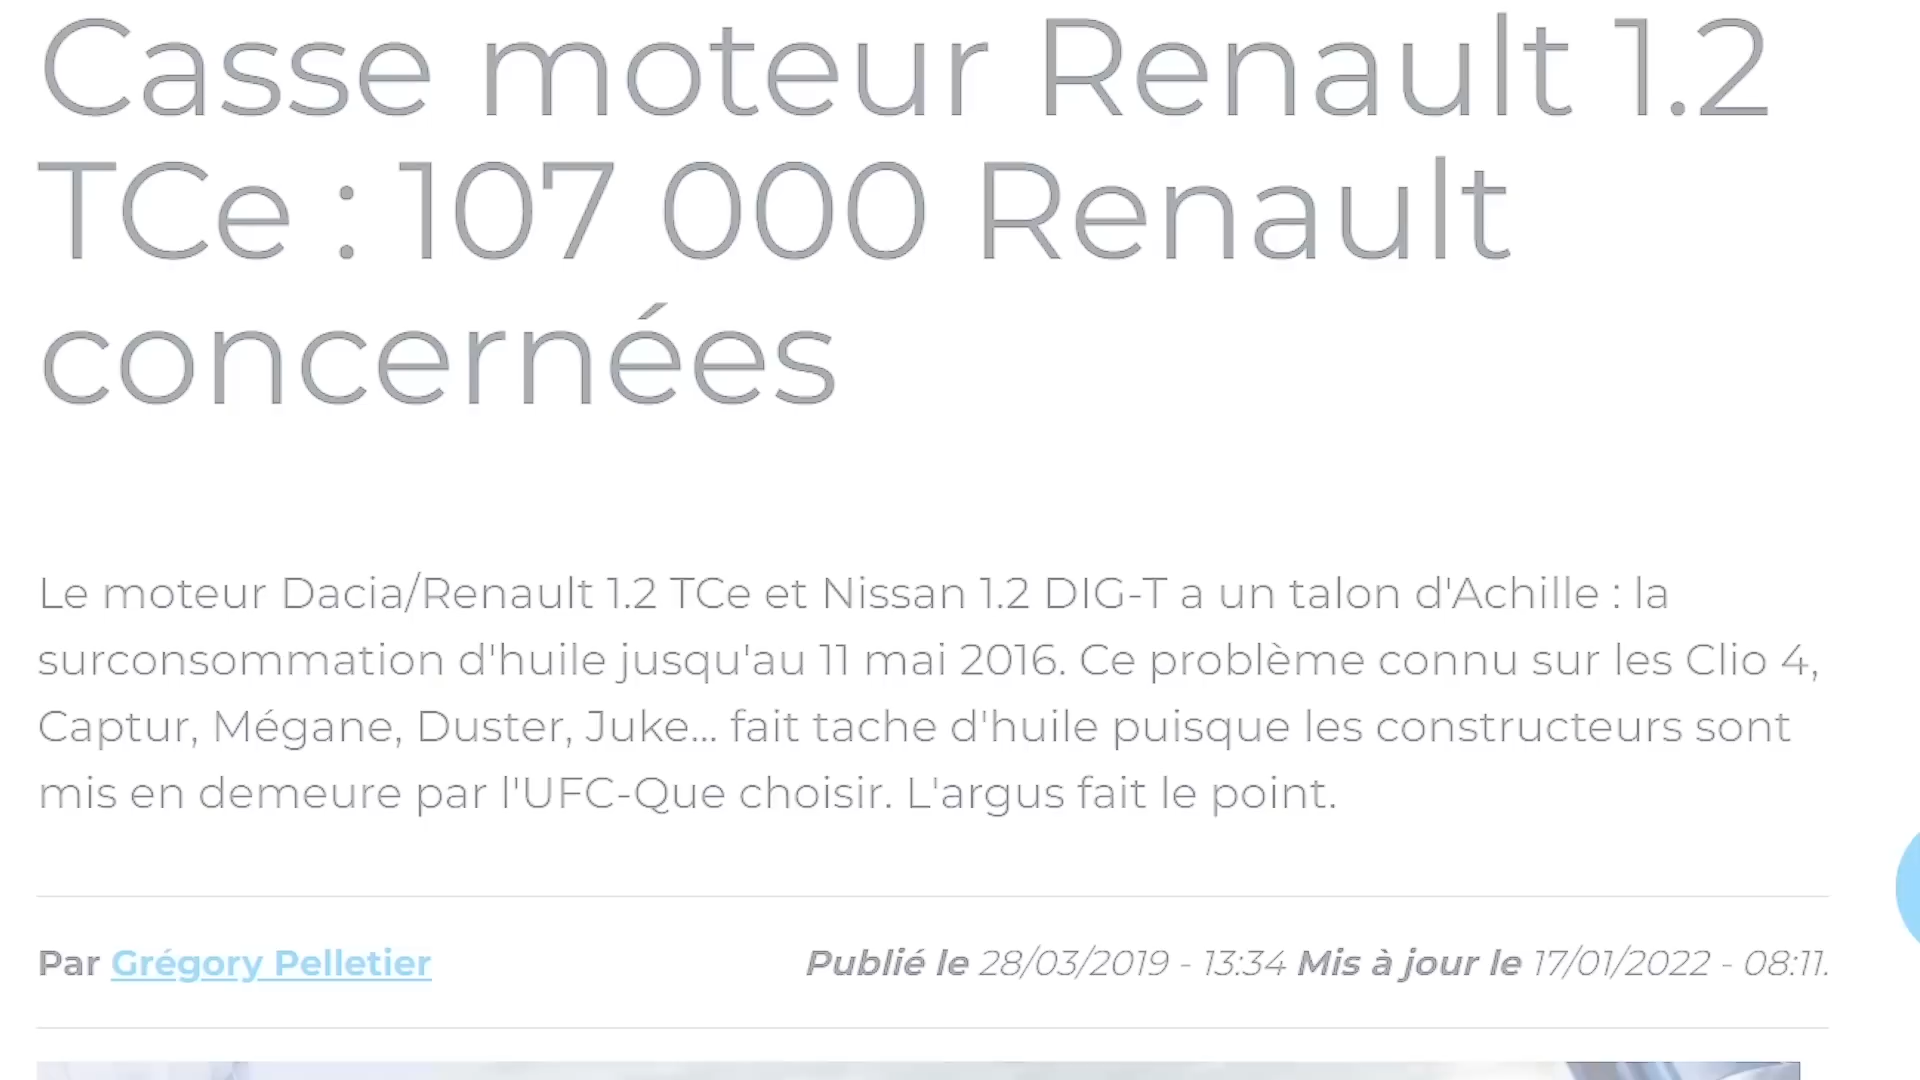 Casse moteur Renault 1.2
TCe : 107 000 Renault
concernées
Le moteur Dacia/Renault 1.2 TCe et Nissan 1.2 DIG-T a un talon d'Achille : la
surconsommation d'huile jusqu'au 11 mai 2016. Ce problème connu sur les Clio 4,
Captur, Mégane, Duster, Juke... fait tache d'huile puisque les constructeurs sont
mis en demeure par l'UFC-Que choisir. L'argus fait le point.
Par Grégory Pelletier
Publié le 28/03/2019 - 13:34 Mis à jour le 17/01/2022 - 08:11.